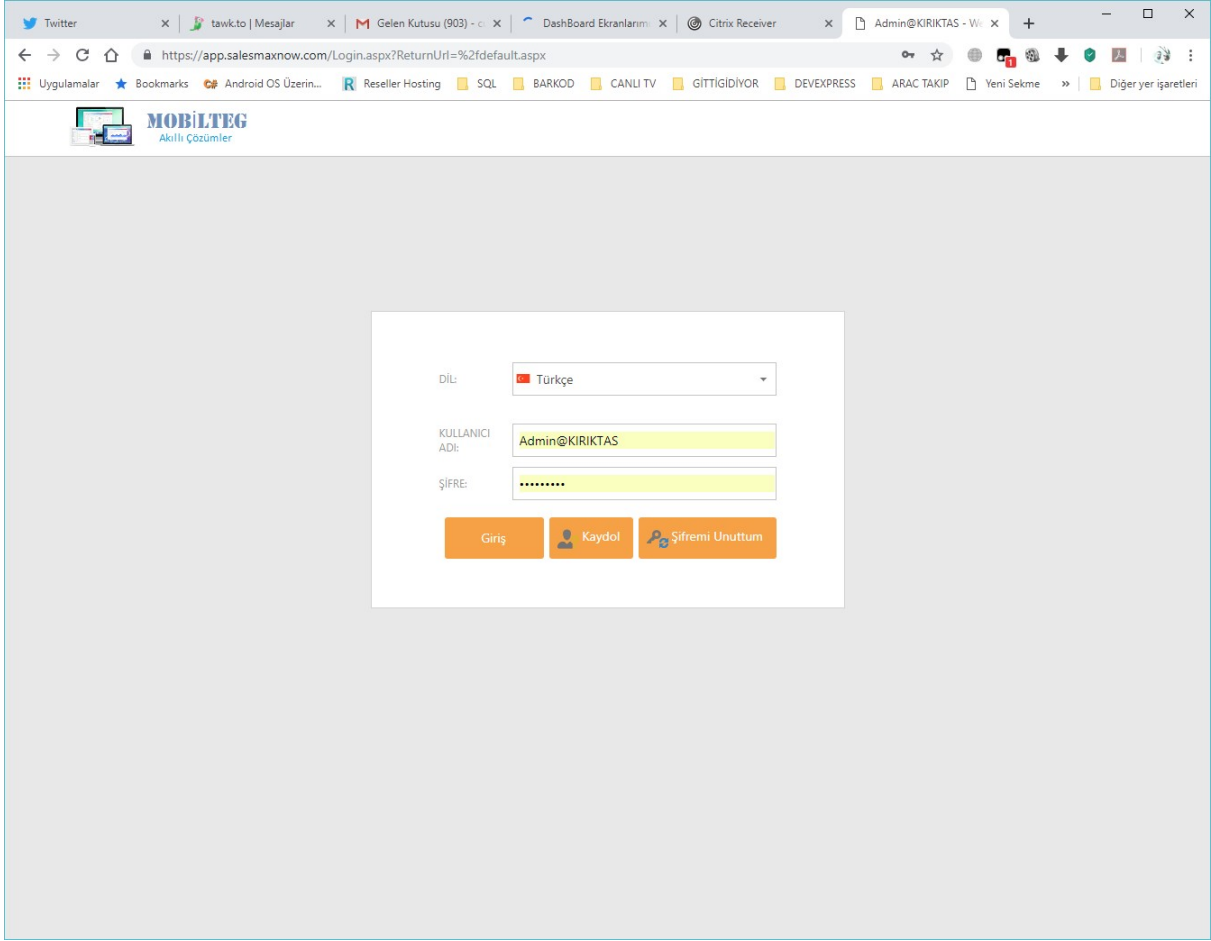 Twitter
tawk.to | Mesajlar
Gelen Kutusu (903) - c
DashBoard Ekranlarım
Citrix Receiver
Admin@KIRIKTAS - W
https://app.salesmaxnow.com/Login.aspx?ReturnUrl=%2fdefault.aspx
1
Uygulamalar
Bookmarks
C# Android OS Üzerin...
R Reseller Hosting
SQL
BARKOD
CANLI TV
GİTTİGİDİYOR
DEVEXPRESS
ARAC TAKIP
Yeni Sekme
»
Diğer yer işaretleri
MOBİLTEG
Akıllı Çözümler
DİL:
Türkçe
KULLANICI
ADI:
Admin@KIRIKTAS
ŞİFRE:
•••••••••
Giriş
Kaydol
Şifremi Unuttum